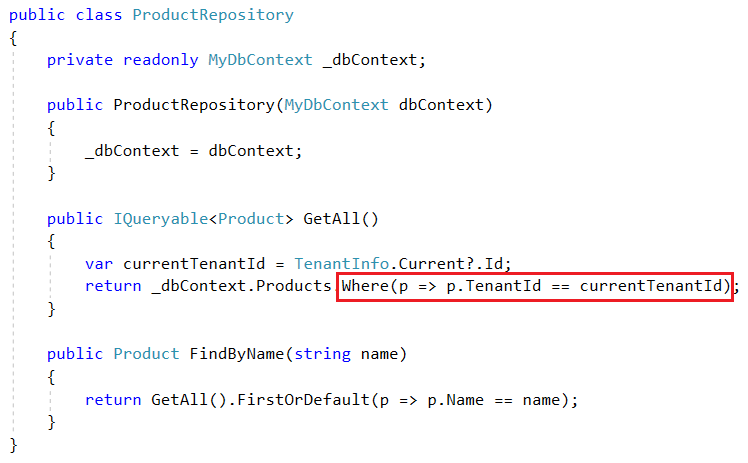 public class ProductRepository
{
    private readonly MyDbContext _dbContext;

    public ProductRepository(MyDbContext dbContext)
    {
        _dbContext = dbContext;
    }

    public IQueryable<Product> GetAll()
    {
        var currentTenantId = TenantInfo.Current?.Id;
        return _dbContext.Products.Where(p => p.TenantId == currentTenantId);
    }

    public Product FindByName(string name)
    {
        return GetAll().FirstOrDefault(p => p.Name == name);
    }
}